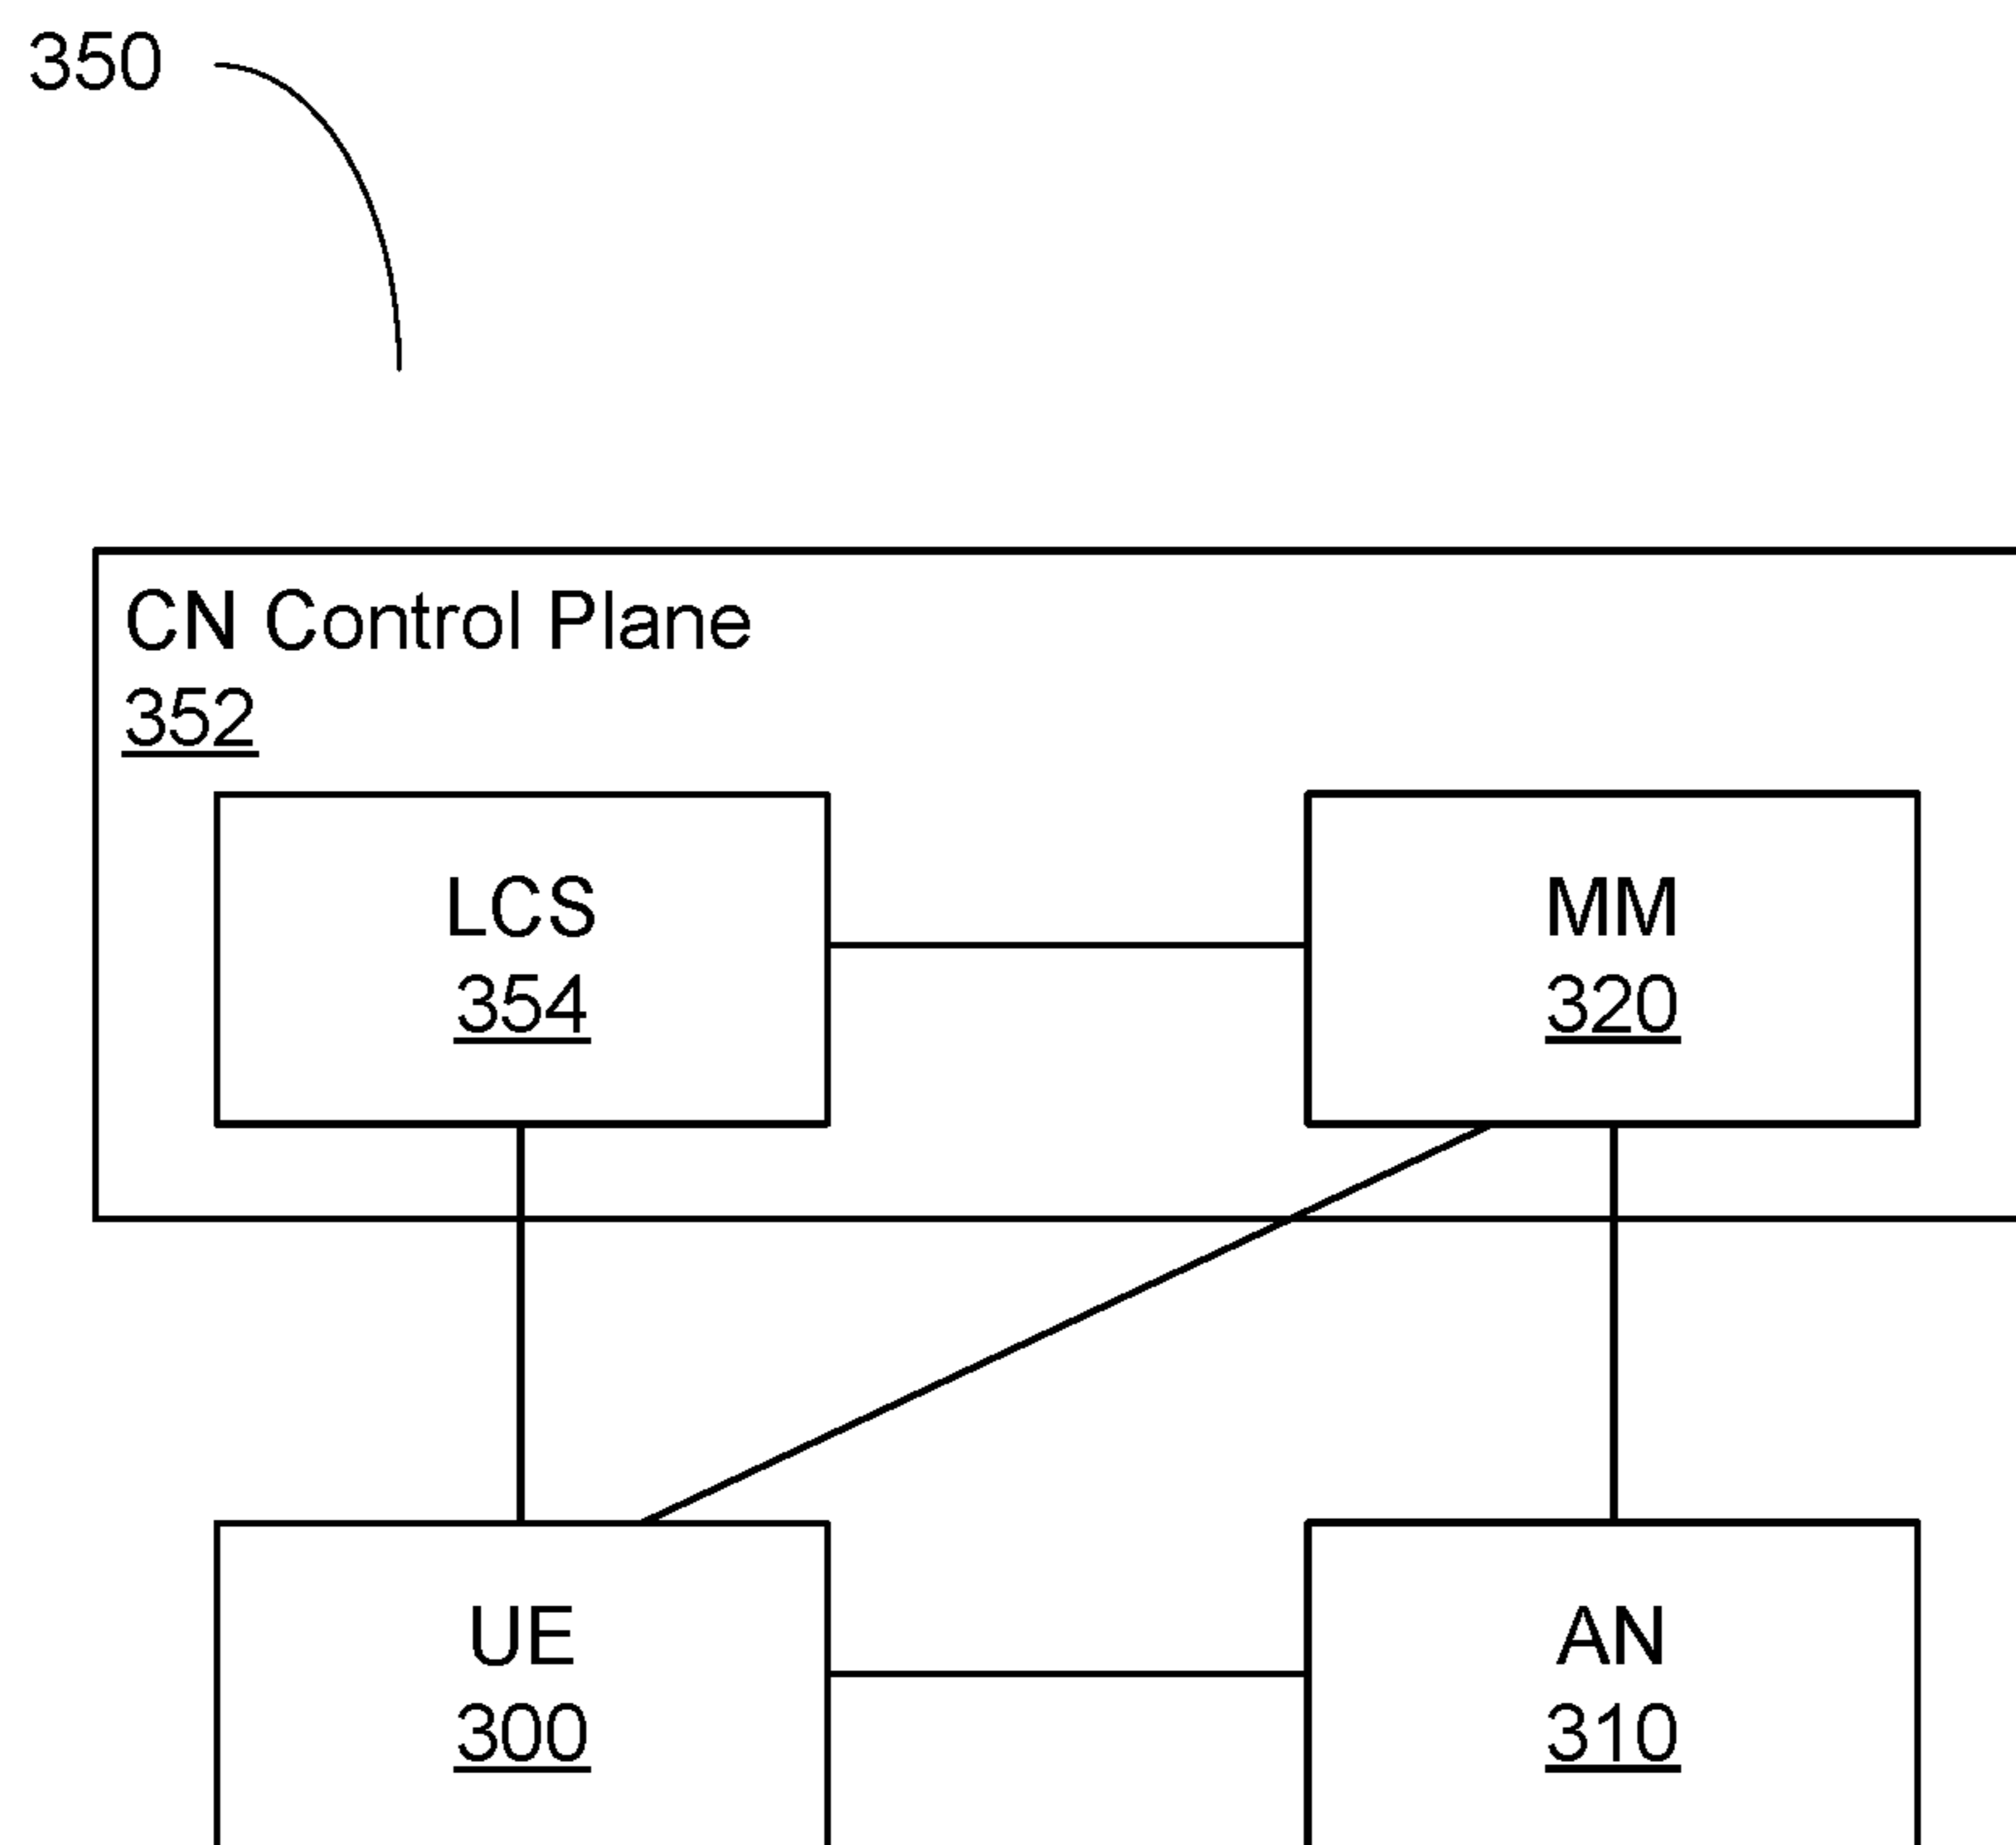 350
CN Control Plane
352
LCS
354
MM
320
UE
300
AN
310